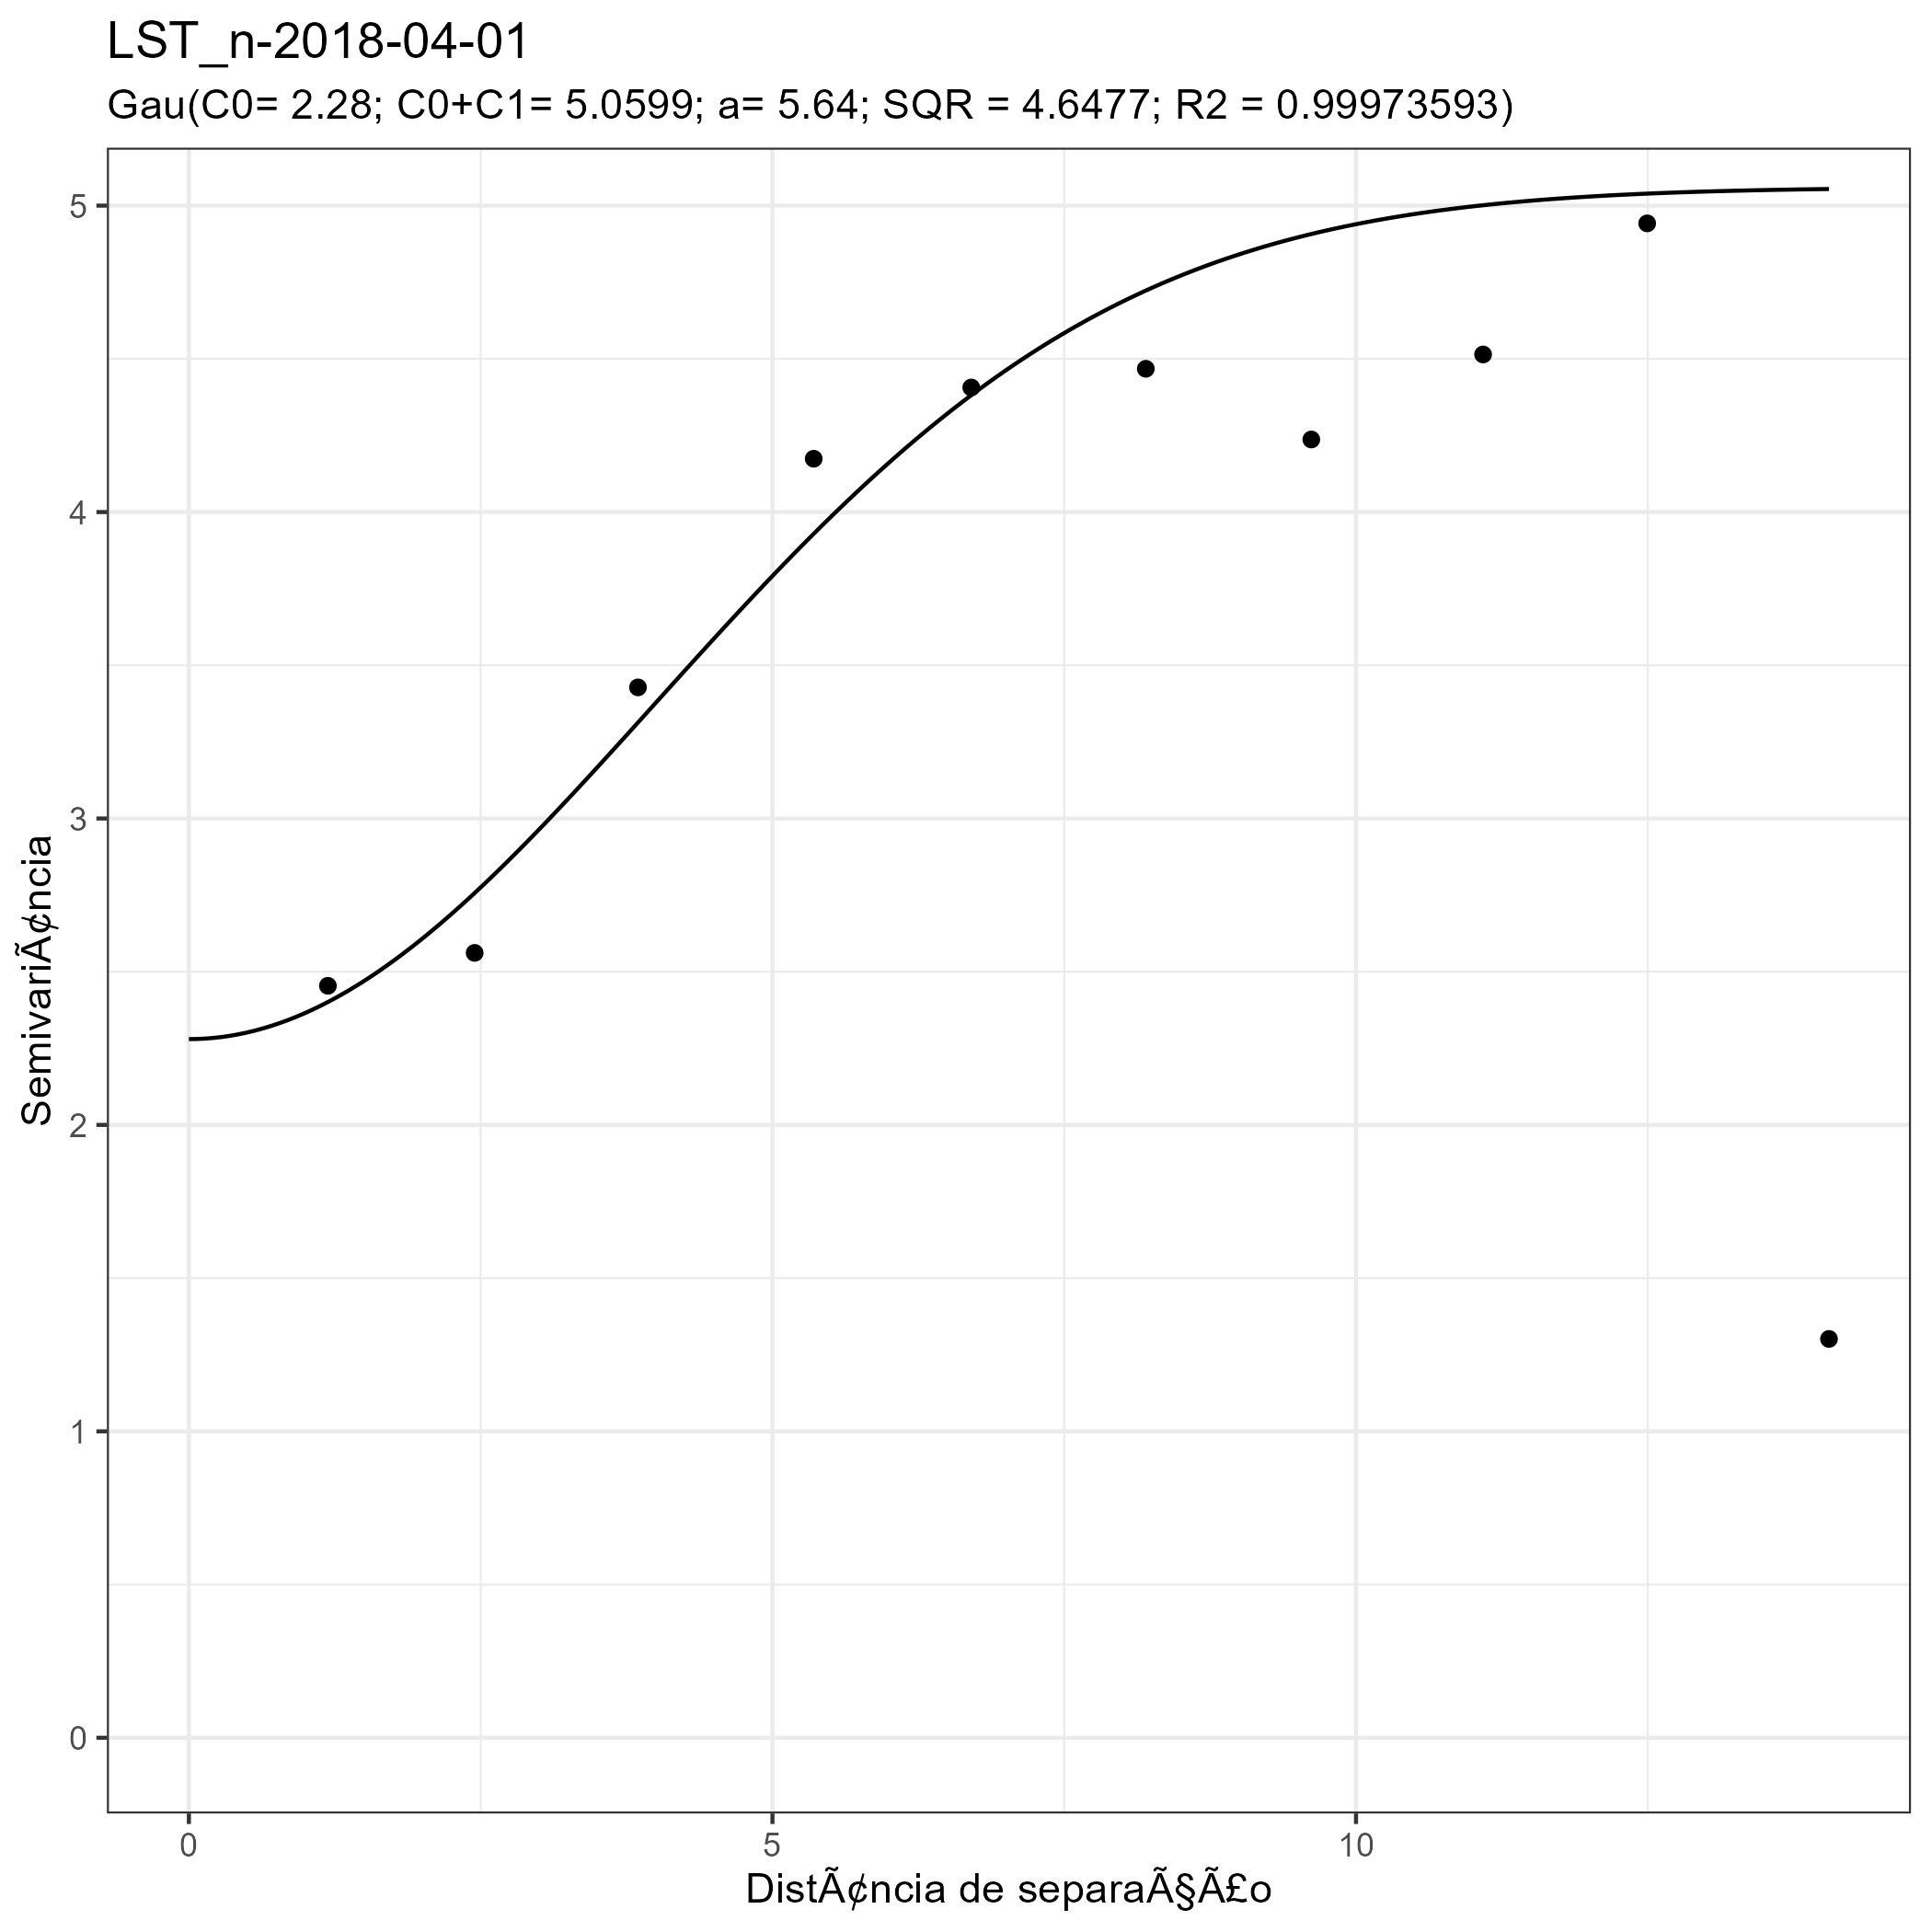 LST_n-2018-04-01
Gau(C0= 2.28; C0+C1= 5.0599; a= 5.64; SQR = 4.6477; R2 = 0.99973593)
SemivariÃ¢ncia
5
4
3
2
1
0
0 5 10
DistÃ¢ncia de separaÃ§Ã£o